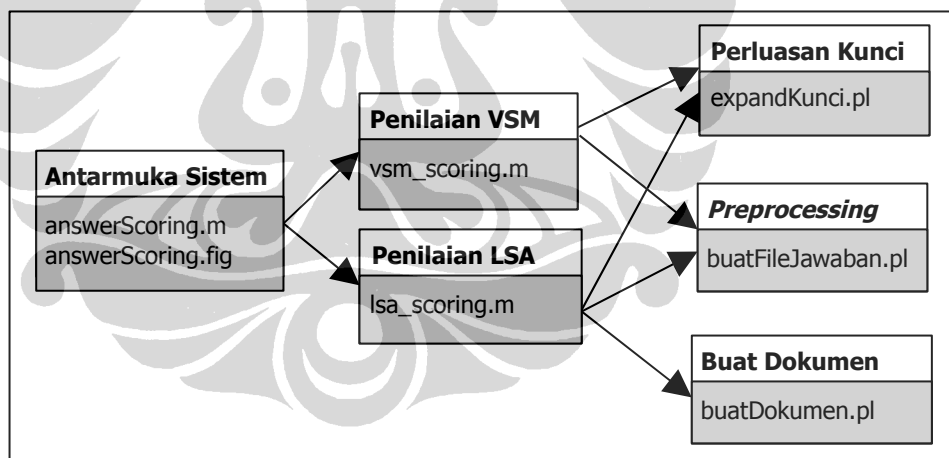 Antarmuka Sistem
answerScoring.m
answerScoring.fig
Penilaian VSM
vsm_scoring.m
Penilaian LSA
lsa_scoring.m
Perluasan Kunci
expandKunci.pl
Preprocessing
buatFileJawaban.pl
Buat Dokumen
buatDokumen.pl